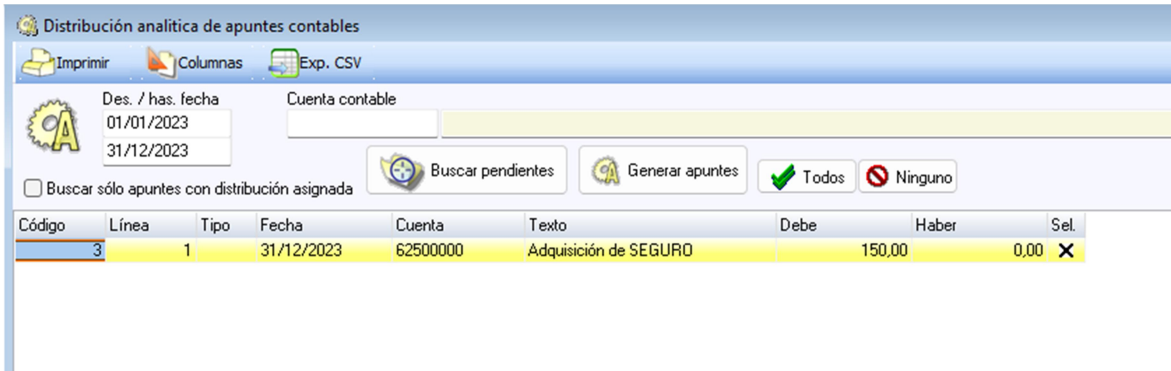 Distribución analitica de apuntes contables
Imprimir Columnas Exp. CSV
Des. / has. fecha Cuenta contable
01/01/2023
31/12/2023
Buscar sólo apuntes con distribución asignada Buscar pendientes Generar apuntes Todos Ninguno
Código Línea Tipo Fecha Cuenta Texto Debe Haber Sel.
3 1 31/12/2023 62500000 Adquisición de SEGURO 150,00 0,00